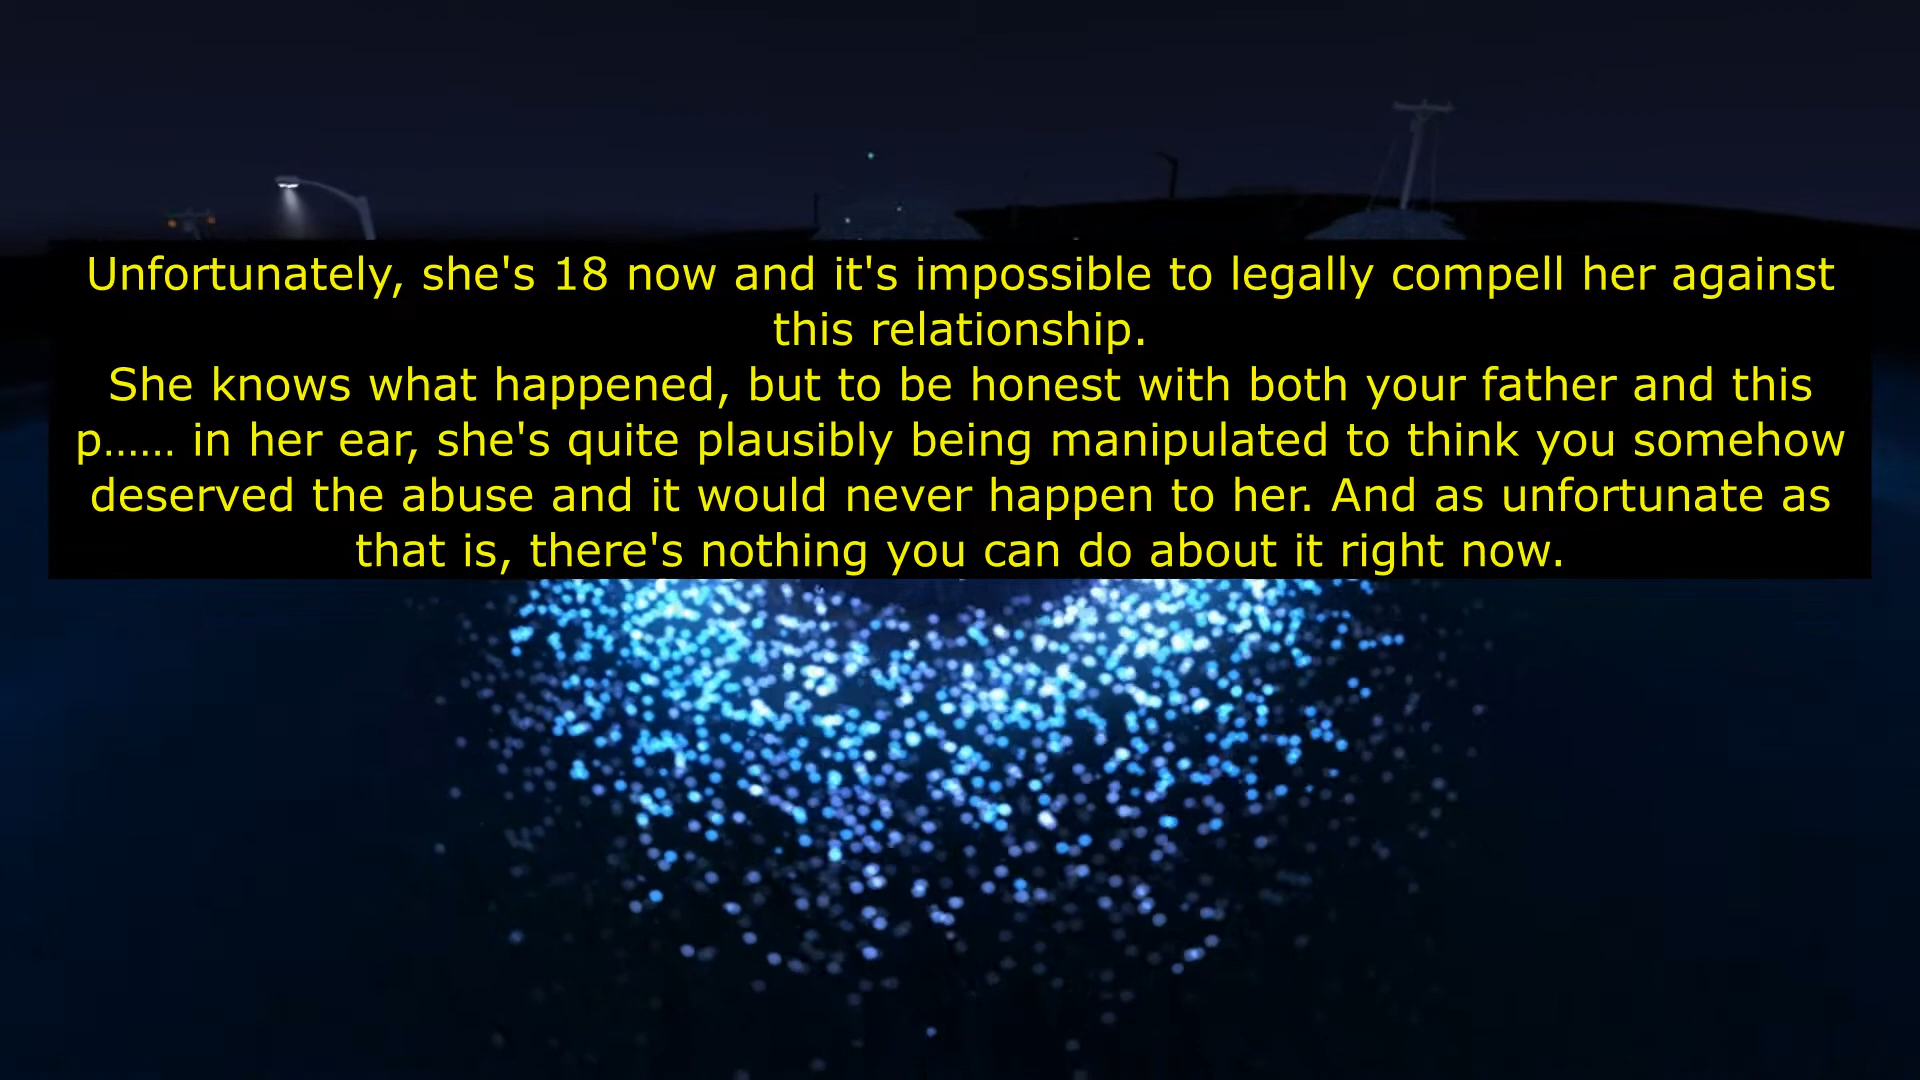 Unfortunately, she's 18 now and it's impossible to legally compell her against
this relationship.
She knows what happened, but to be honest with both your father and this
p...... in her ear, she's quite plausibly being manipulated to think you somehow
deserved the abuse and it would never happen to her. And as unfortunate as
that is, there's nothing you can do about it right now.